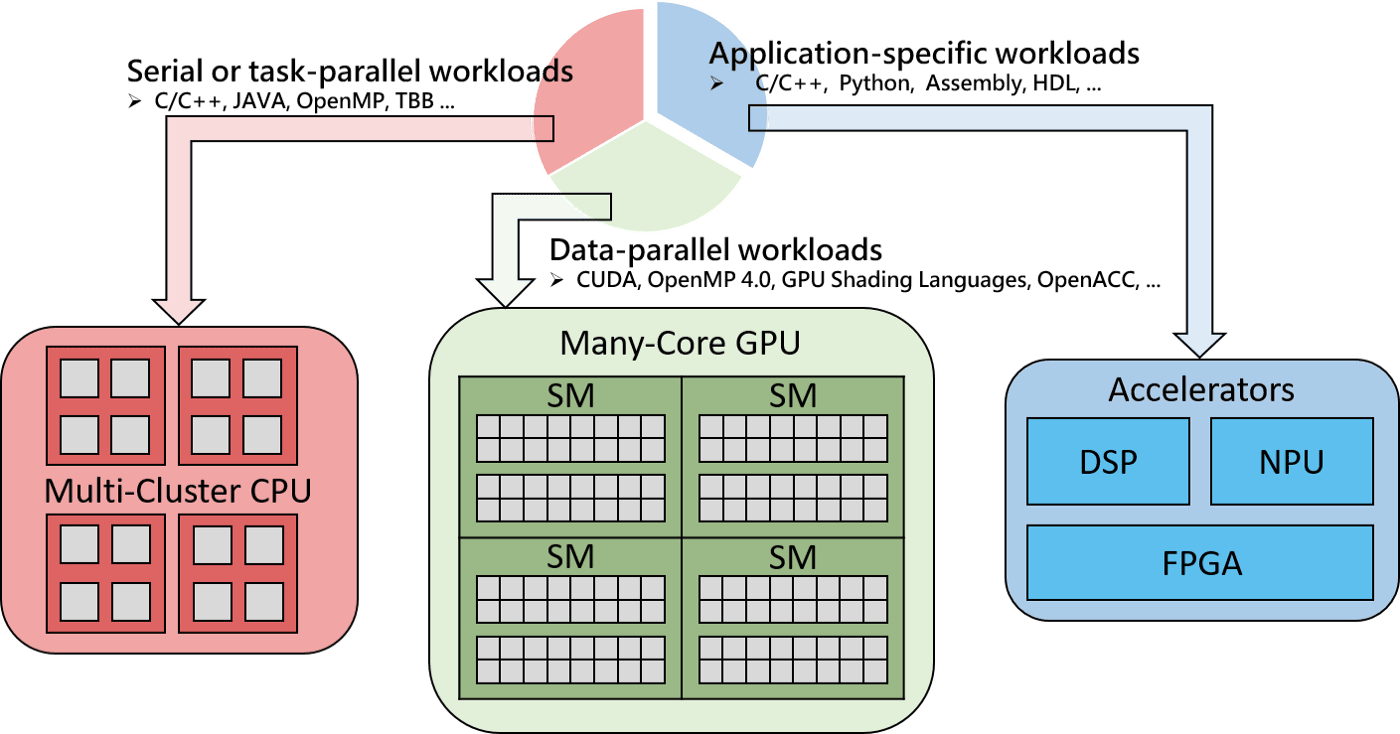 Serial or task-parallel workloads
➢ C/C++, JAVA, OpenMP, TBB ...
Application-specific workloads
➢ C/C++, Python, Assembly, HDL, ...
Data-parallel workloads
➢ CUDA, OpenMP 4.0, GPU Shading Languages, OpenACC, ...
Multi-Cluster CPU
Many-Core GPU
SM SM
SM SM
Accelerators
DSP NPU
FPGA